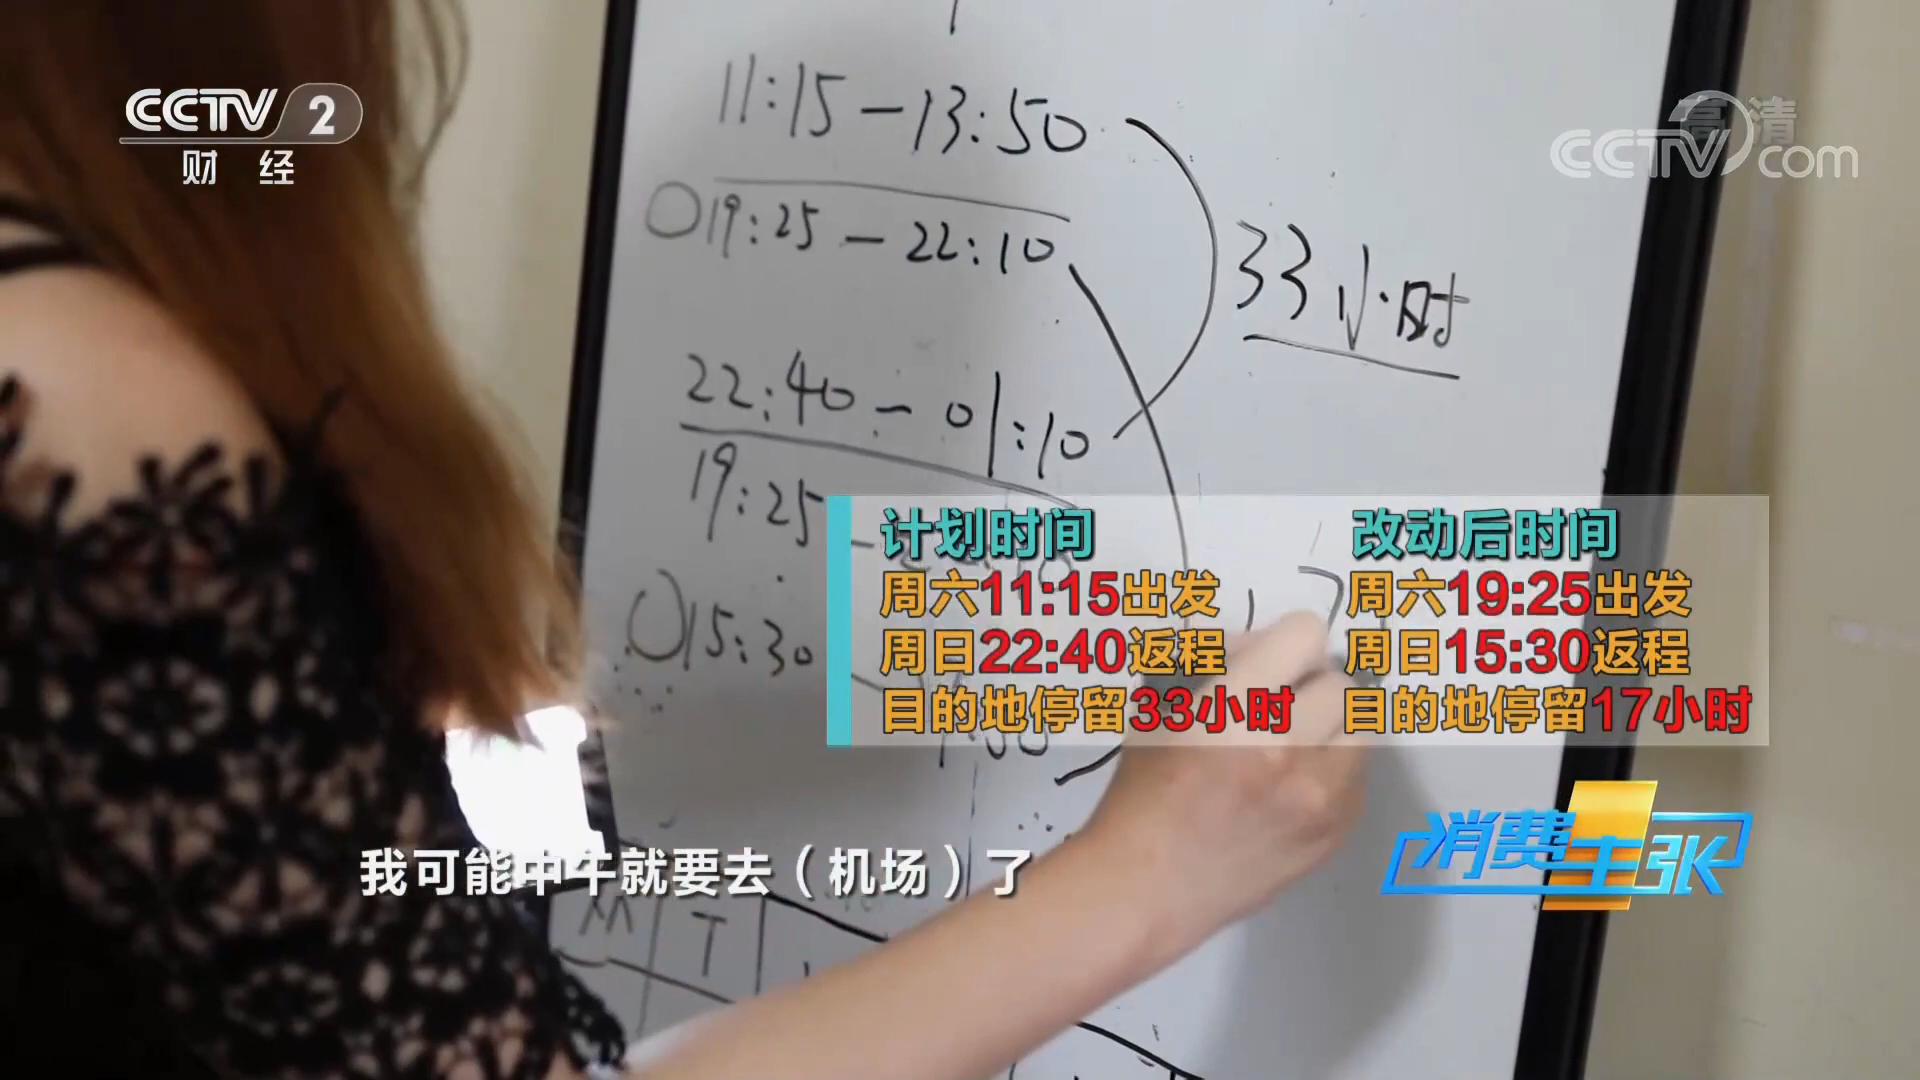 CCTV 2
财 经
高清
CCTV com
11:15-13:50
19:25-22:10
33小时
22:40-01:10
19:25
15:30
计划时间
周六11:15出发
周日22:40返程
目的地停留33小时
改动后时间
周六19:25出发
周日15:30返程
目的地停留17小时
消费主张
我可能中午就要去（机场）了
T